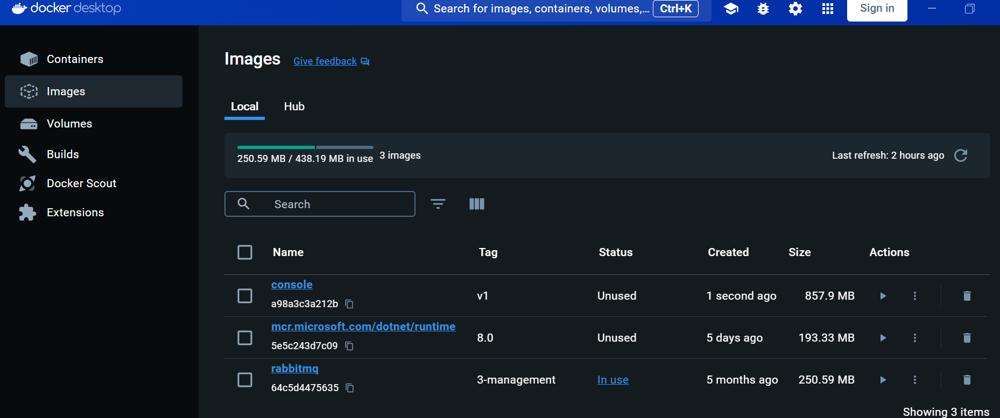 docker desktop
Search for images, containers, volumes,... Ctrl+K
Sign in
Containers
Images
Volumes
Builds
Docker Scout
Extensions
Images Give feedback
Local Hub
250.59 MB / 438.19 MB in use 3 images
Last refresh: 2 hours ago
Search
Name Tag Status Created Size Actions
console
a98a3c3a212b
v1 Unused 1 second ago 857.9 MB
mcr.microsoft.com/dotnet/runtime
5e5c243d7c09
8.0 Unused 5 days ago 193.33 MB
rabbitmq
64c5d4475635
3-management In use 5 months ago 250.59 MB
Showing 3 items